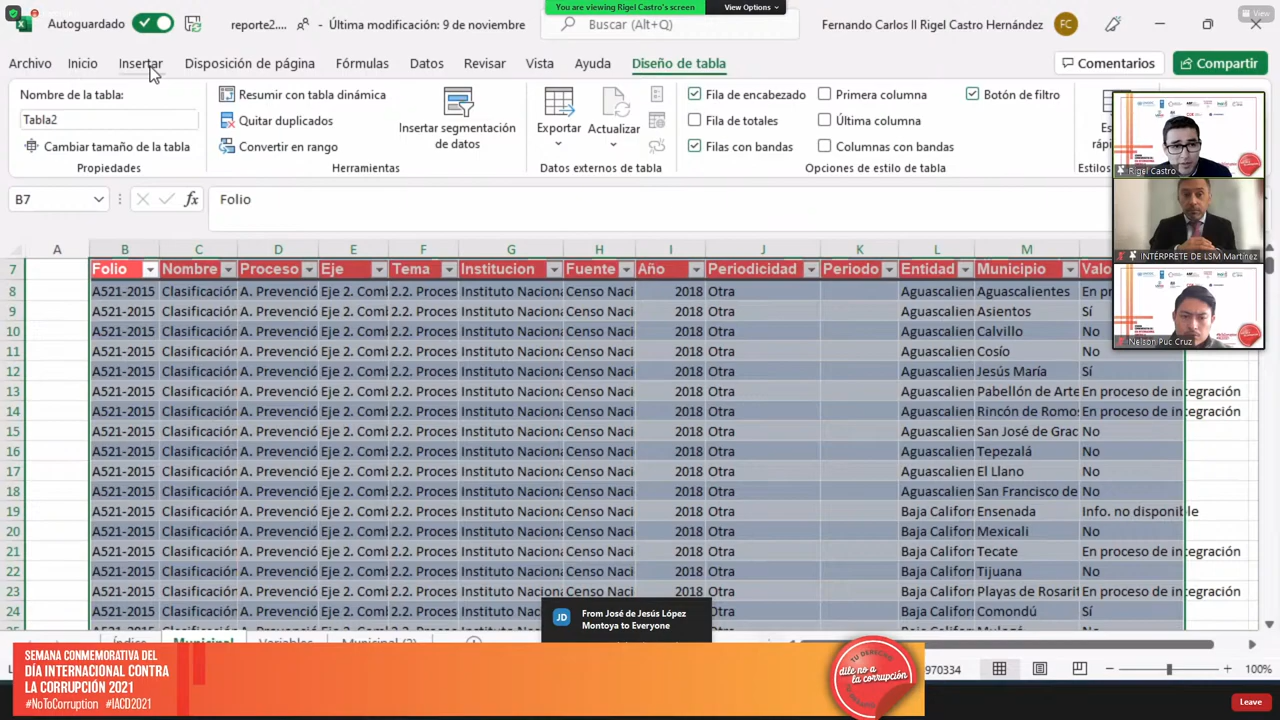 Autoguardado
reporte2....
Última modificación: 9 de noviembre
You are viewing Rigel Castro's screen
View Options
Buscar (Alt+Q)
Fernando Carlos II Rigel Castro Hernández
FC
View
Archivo Inicio Insertar Disposición de página Fórmulas Datos Revisar Vista Ayuda Diseño de tabla
Comentarios
Compartir
Nombre de la tabla:
Tabla2
Cambiar tamaño de la tabla
Propiedades
Resumir con tabla dinámica
Quitar duplicados
Convertir en rango
Insertar segmentación
de datos
Herramientas
Exportar
Actualizar
Datos externos de tabla
Fila de encabezado
Fila de totales
Filas con bandas
Primera columna
Última columna
Columnas con bandas
Botón de filtro
Opciones de estilo de tabla
Rigel Castro
INTÉRPRETE DE LSM Martínez
Nelson Puc Cruz
B7
fx
Folio
A B C D E F G H I J K L M
7 Folio Nombre Proceso Eje Tema Institucion Fuente Año Periodicidad Periodo Entidad Municipio Valo
8 A521-2015 Clasificación A. Prevenció Eje 2. Coml 2.2. Proces Instituto Naciona Censo Naci 2018 Otra Aguascalien Aguascalientes En pr
9 A521-2015 Clasificación A. Prevenció Eje 2. Coml 2.2. Proces Instituto Naciona Censo Naci 2018 Otra Aguascalien Asientos Sí
10 A521-2015 Clasificación A. Prevenció Eje 2. Coml 2.2. Proces Instituto Naciona Censo Naci 2018 Otra Aguascalien Calvillo No
11 A521-2015 Clasificación A. Prevenció Eje 2. Coml 2.2. Proces Instituto Naciona Censo Naci 2018 Otra Aguascalien Cosío No
12 A521-2015 Clasificación A. Prevenció Eje 2. Coml 2.2. Proces Instituto Naciona Censo Naci 2018 Otra Aguascalien Jesús María Sí
13 A521-2015 Clasificación A. Prevenció Eje 2. Coml 2.2. Proces Instituto Naciona Censo Naci 2018 Otra Aguascalien Pabellón de Arte En proceso de integración
14 A521-2015 Clasificación A. Prevenció Eje 2. Coml 2.2. Proces Instituto Naciona Censo Naci 2018 Otra Aguascalien Rincón de Romos En proceso de integración
15 A521-2015 Clasificación A. Prevenció Eje 2. Coml 2.2. Proces Instituto Naciona Censo Naci 2018 Otra Aguascalien San José de Grac No
16 A521-2015 Clasificación A. Prevenció Eje 2. Coml 2.2. Proces Instituto Naciona Censo Naci 2018 Otra Aguascalien Tepezalá No
17 A521-2015 Clasificación A. Prevenció Eje 2. Coml 2.2. Proces Instituto Naciona Censo Naci 2018 Otra Aguascalien El Llano No
18 A521-2015 Clasificación A. Prevenció Eje 2. Coml 2.2. Proces Instituto Naciona Censo Naci 2018 Otra Aguascalien San Francisco de No
19 A521-2015 Clasificación A. Prevenció Eje 2. Coml 2.2. Proces Instituto Naciona Censo Naci 2018 Otra Baja Califorr Ensenada Info. no disponible
20 A521-2015 Clasificación A. Prevenció Eje 2. Coml 2.2. Proces Instituto Naciona Censo Naci 2018 Otra Baja Califorr Mexicali No
21 A521-2015 Clasificación A. Prevenció Eje 2. Coml 2.2. Proces Instituto Naciona Censo Naci 2018 Otra Baja Califorr Tecate En proceso de integración
22 A521-2015 Clasificación A. Prevenció Eje 2. Coml 2.2. Proces Instituto Naciona Censo Naci 2018 Otra Baja Califorr Tijuana No
23 A521-2015 Clasificación A. Prevenció Eje 2. Coml 2.2. Proces Instituto Naciona Censo Naci 2018 Otra Baja Califorr Playas de Rosarit En proceso de integración
24 A521-2015 Clasificación A. Prevenció Eje 2. Coml 2.2. Proces Instituto Naciona Censo Naci 2018 Otra Baja Califorr Comondú Sí
JD
From José de Jesús López
Montoya to Everyone
Índice Municipal Variables Municipal (2)
SEMANA CONMEMORATIVA DEL
DÍA INTERNACIONAL CONTRA
LA CORRUPCIÓN 2021
#NoToCorruption #IACD2021
TU DERECHO
dile no a
la corrupción
970334
100%
Leave